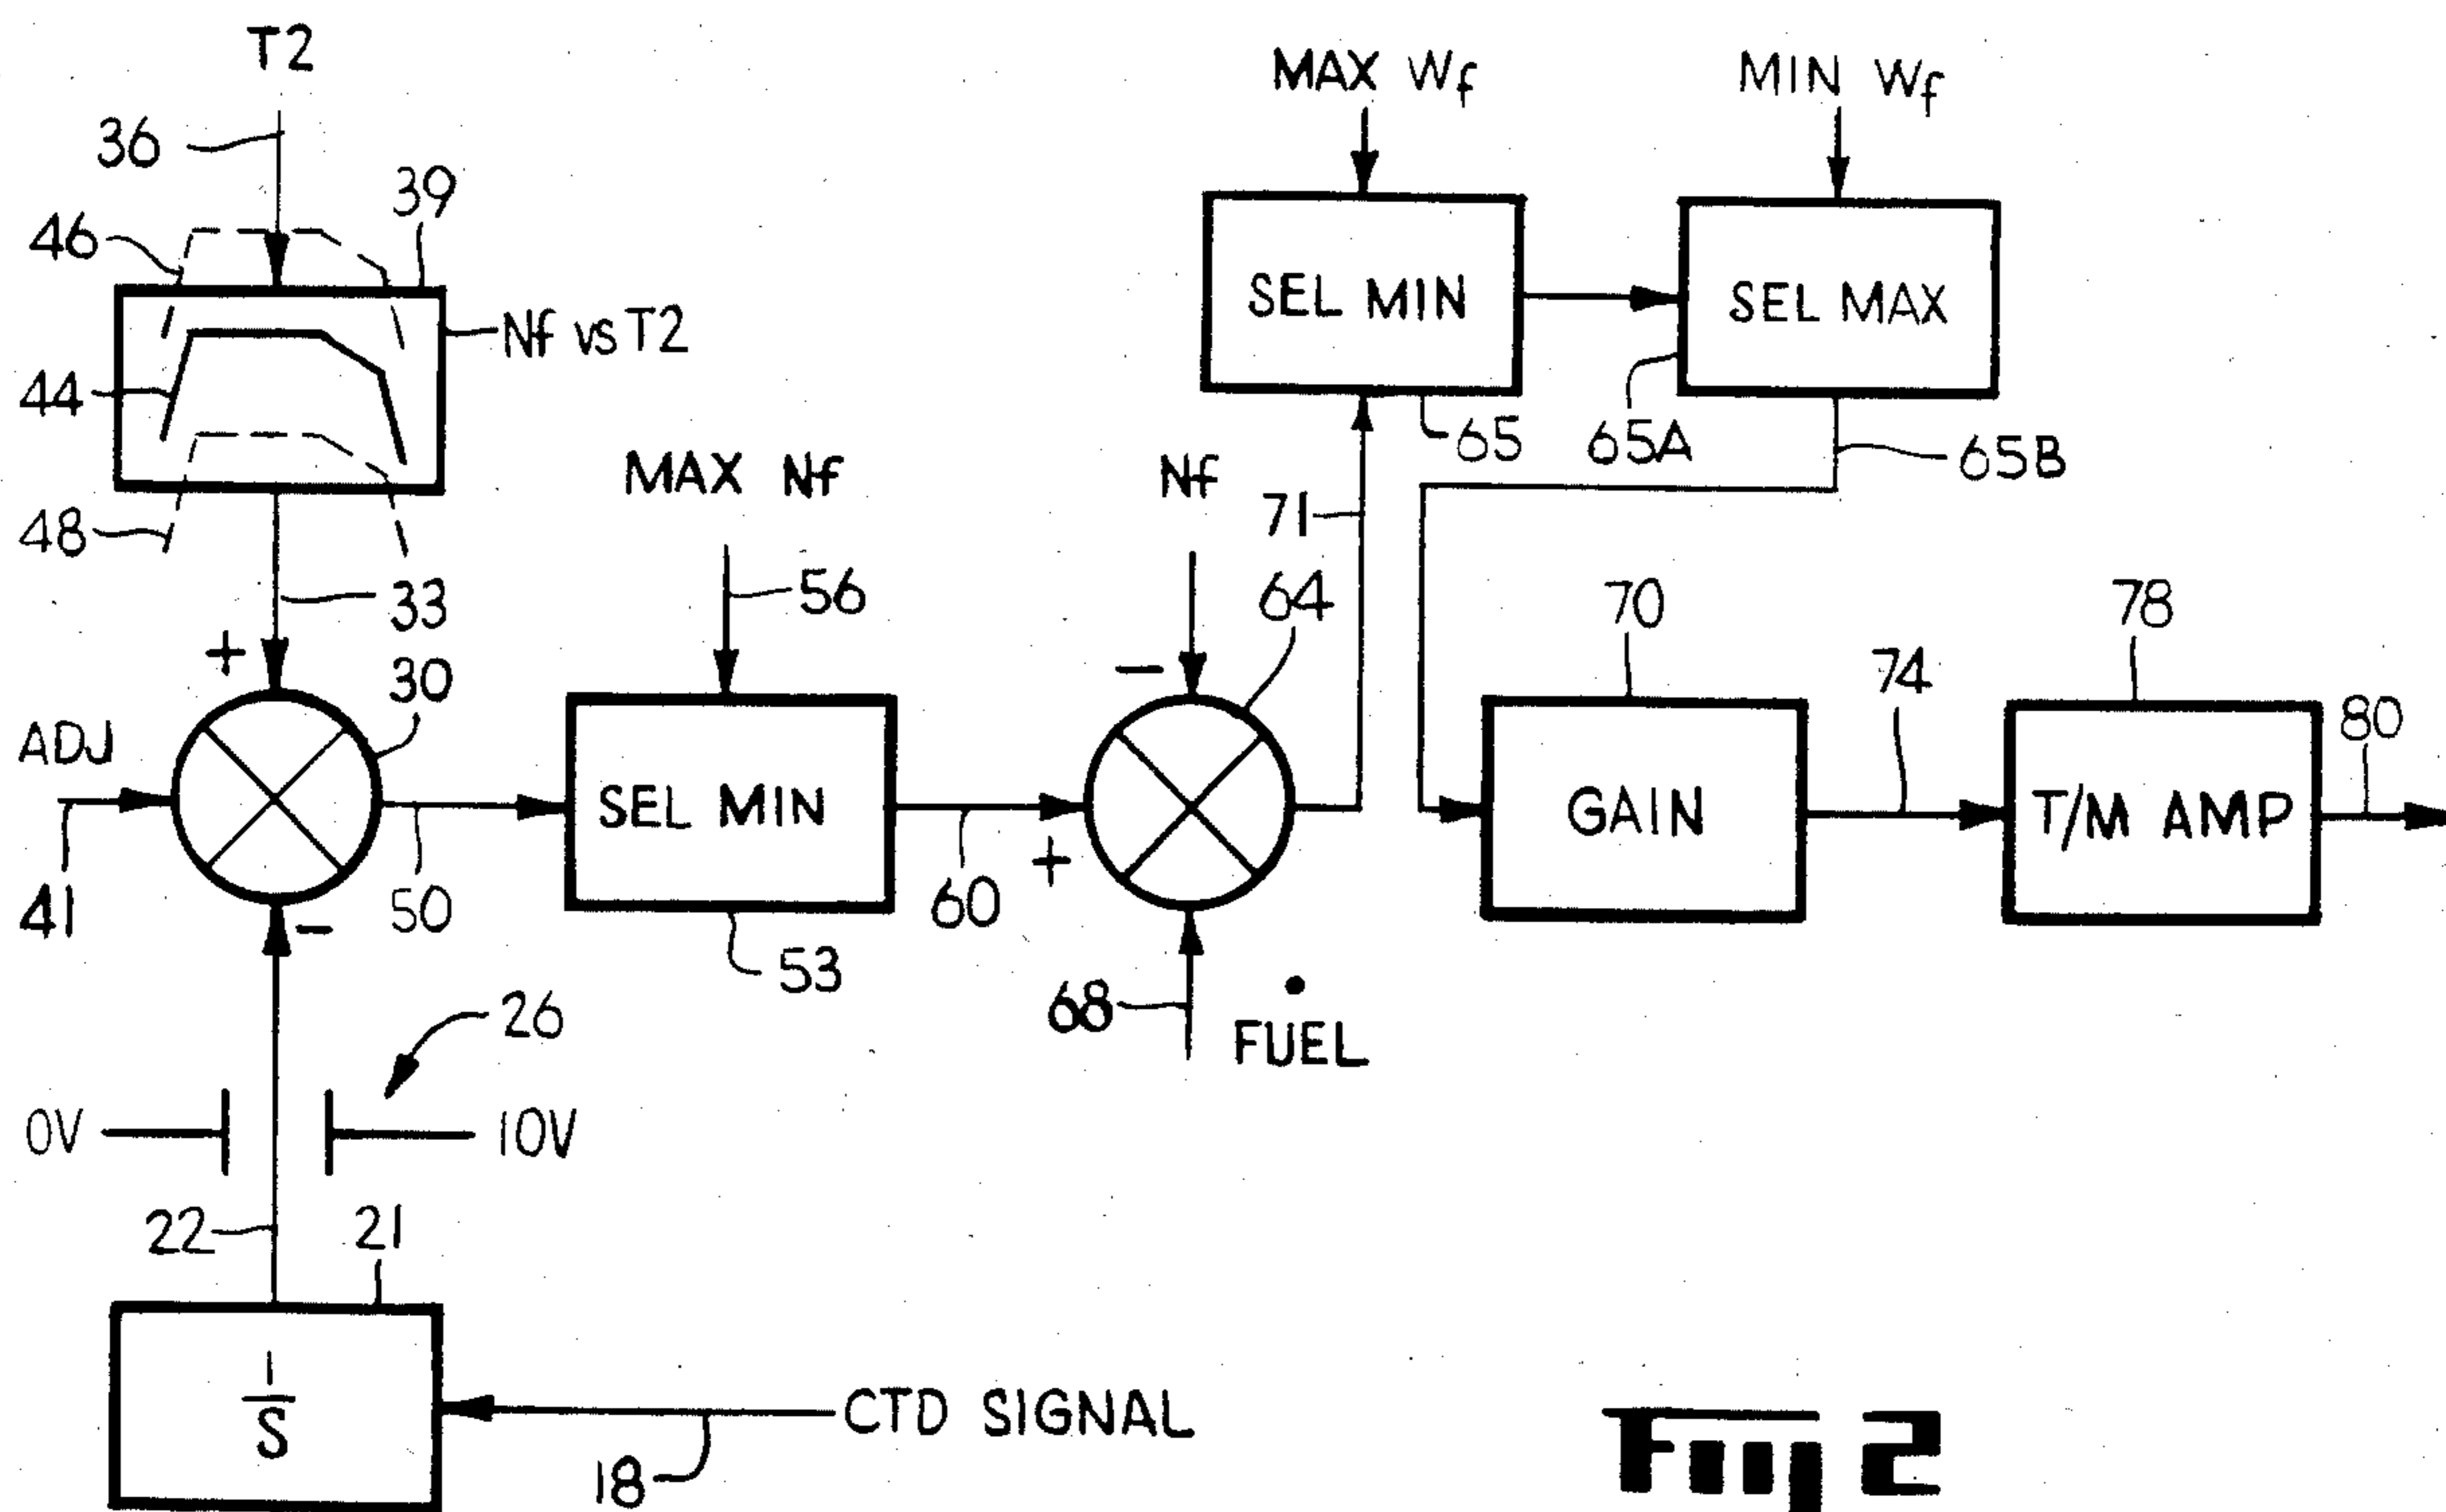 T2
MAX Wf
MIN Wf
36
39
46
SEL MIN
SEL MAX
Nf vs T2
44
65
65A
65B
MAX Nf
Nf
71
48
33
56
64
70
78
+
30
−
74
80
ADJ
SEL MIN
GAIN
T/M AMP
41
−
50
60
+
53
68
•
FUEL
26
0V
10V
22
21
1
S
CTD SIGNAL
18
Fig 2